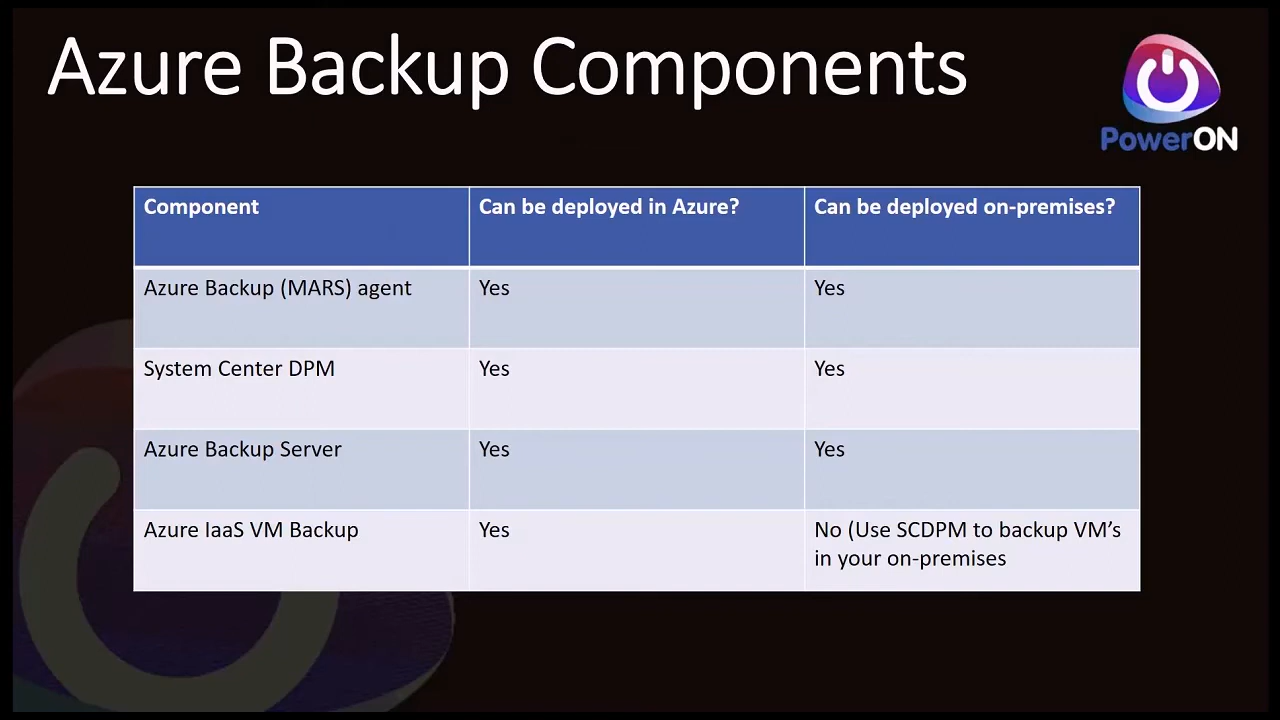 Azure Backup Components
PowerON
Component
Can be deployed in Azure?
Can be deployed on-premises?
Azure Backup (MARS) agent
Yes
Yes
System Center DPM
Yes
Yes
Azure Backup Server
Yes
Yes
Azure IaaS VM Backup
Yes
No (Use SCDPM to backup VM’s
in your on-premises